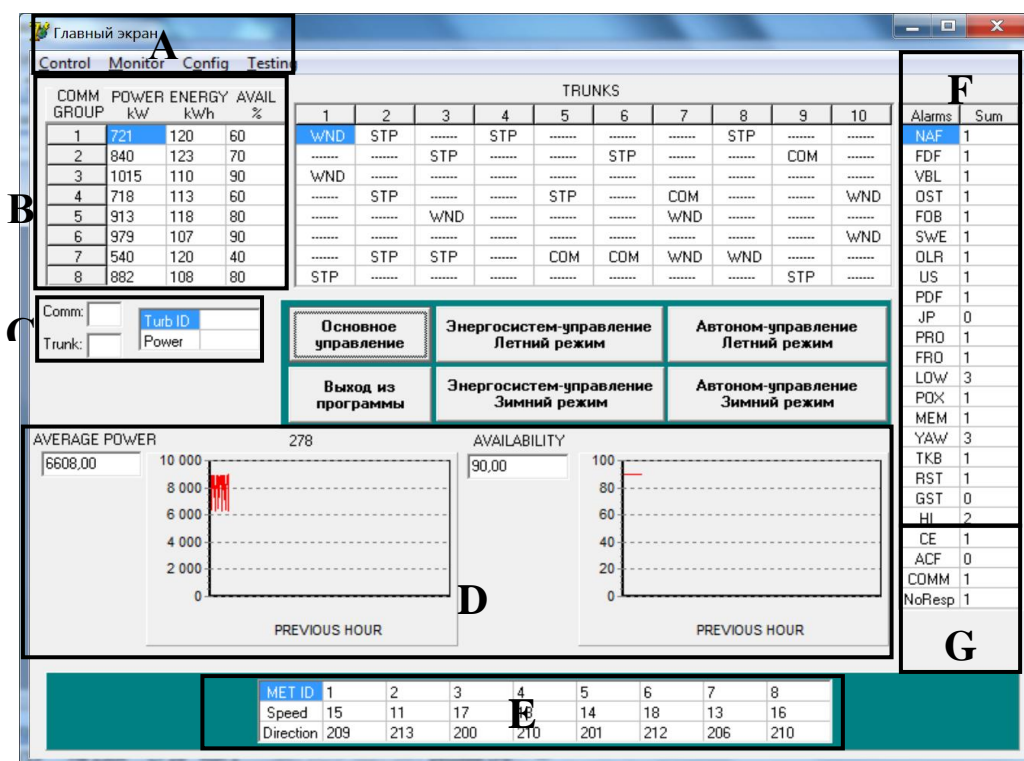 Главный экран
A
Control Monitor Config Testing
F
COMM GROUP POWER kW ENERGY kWh AVAIL %
1 721 120 60
2 840 123 70
3 1015 110 90
4 718 113 60
5 913 118 80
6 979 107 90
7 540 120 40
8 882 108 80
B
TRUNKS
1 2 3 4 5 6 7 8 9 10
WND STP ------- STP ------- ------- ------- STP ------- -------
------- ------- STP ------- ------- STP ------- ------- COM -------
WND ------- ------- ------- ------- ------- ------- ------- ------- -------
------- STP ------- ------- STP ------- COM ------- ------- WND
------- ------- WND ------- ------- ------- WND ------- ------- -------
------- ------- ------- ------- ------- ------- ------- ------- ------- WND
------- STP STP ------- COM COM WND WND ------- -------
STP ------- ------- ------- ------- ------- ------- ------- STP -------
Alarms Sum
NAF 1
FDF 1
VBL 1
OST 1
FOB 1
SWE 1
OLR 1
US 1
PDF 1
JP 0
PRO 1
FRO 1
LOW 3
POX 1
MEM 1
YAW 3
TKB 1
RST 1
GST 0
HI 2
CE 1
ACF 0
COMM 1
NoResp 1
G
C
Comm:
Trunk:
Turb ID
Power
Основное
управление
Энергосистем-управление
Летний режим
Автоном-управление
Летний режим
Выход из
программы
Энергосистем-управление
Зимний режим
Автоном-управление
Зимний режим
AVERAGE POWER 278
6608,00
10 000
8 000
6 000
4 000
2 000
0
PREVIOUS HOUR
D
AVAILABILITY
90,00
100
80
60
40
20
0
PREVIOUS HOUR
MET ID 1 2 3 4 5 6 7 8
Speed 15 11 17 14 18 13 16
Direction 209 213 200 210 201 212 206 210
E